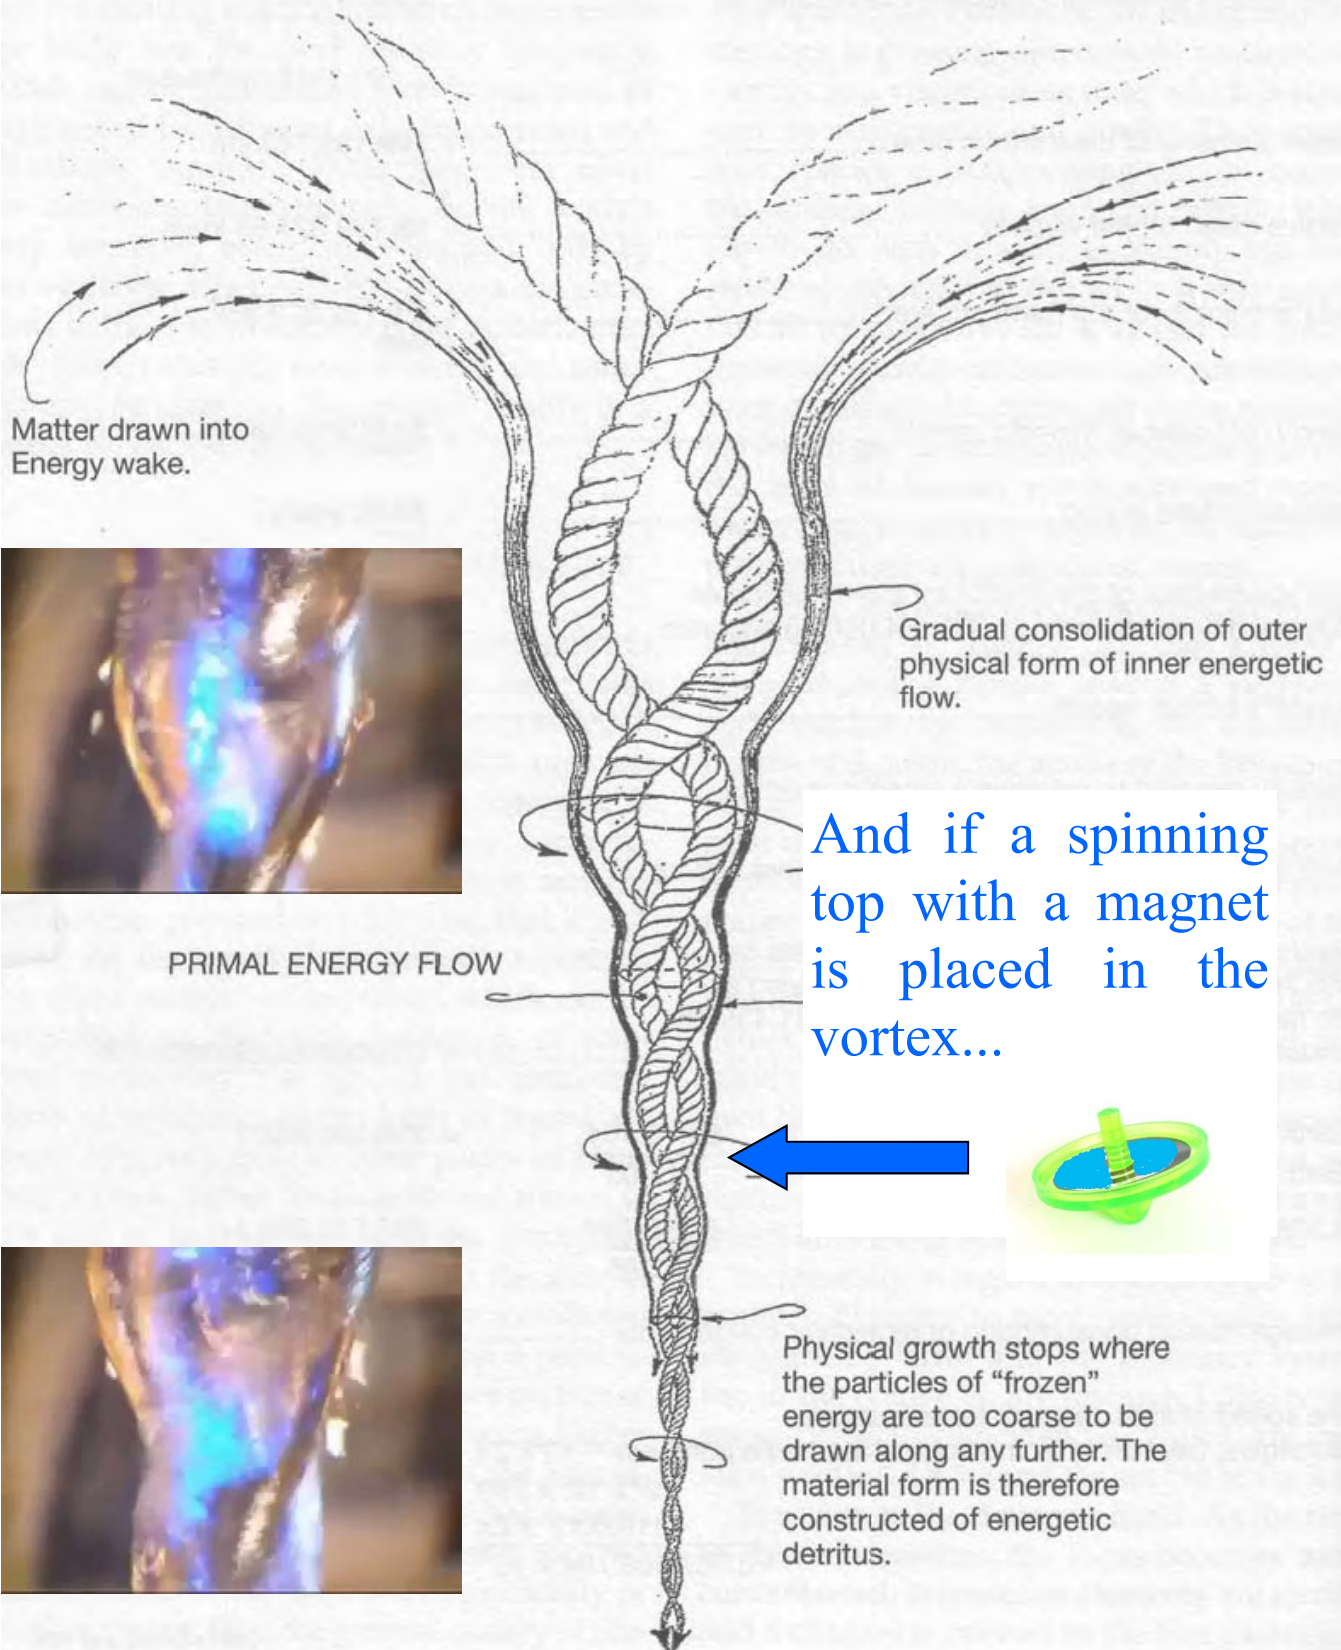 Matter drawn into
Energy wake.
Gradual consolidation of outer
physical form of inner energetic
flow.
And if a spinning
top with a magnet
is placed in the
vortex...
PRIMAL ENERGY FLOW
Physical growth stops where
the particles of “frozen”
energy are too coarse to be
drawn along any further. The
material form is therefore
constructed of energetic
detritus.